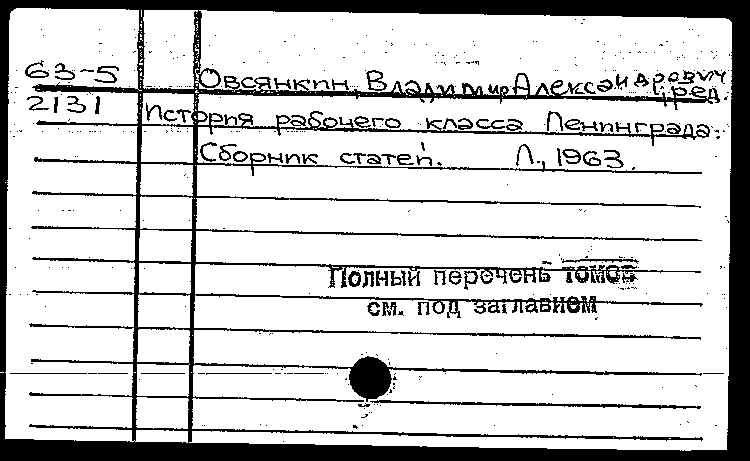 63-5 Овсянкин, Владимир Александрович, ред.
2131 История рабочего класса Ленинграда.
Сборник статей. Л., 1963.
Полный перечень томов
см. под заглавием